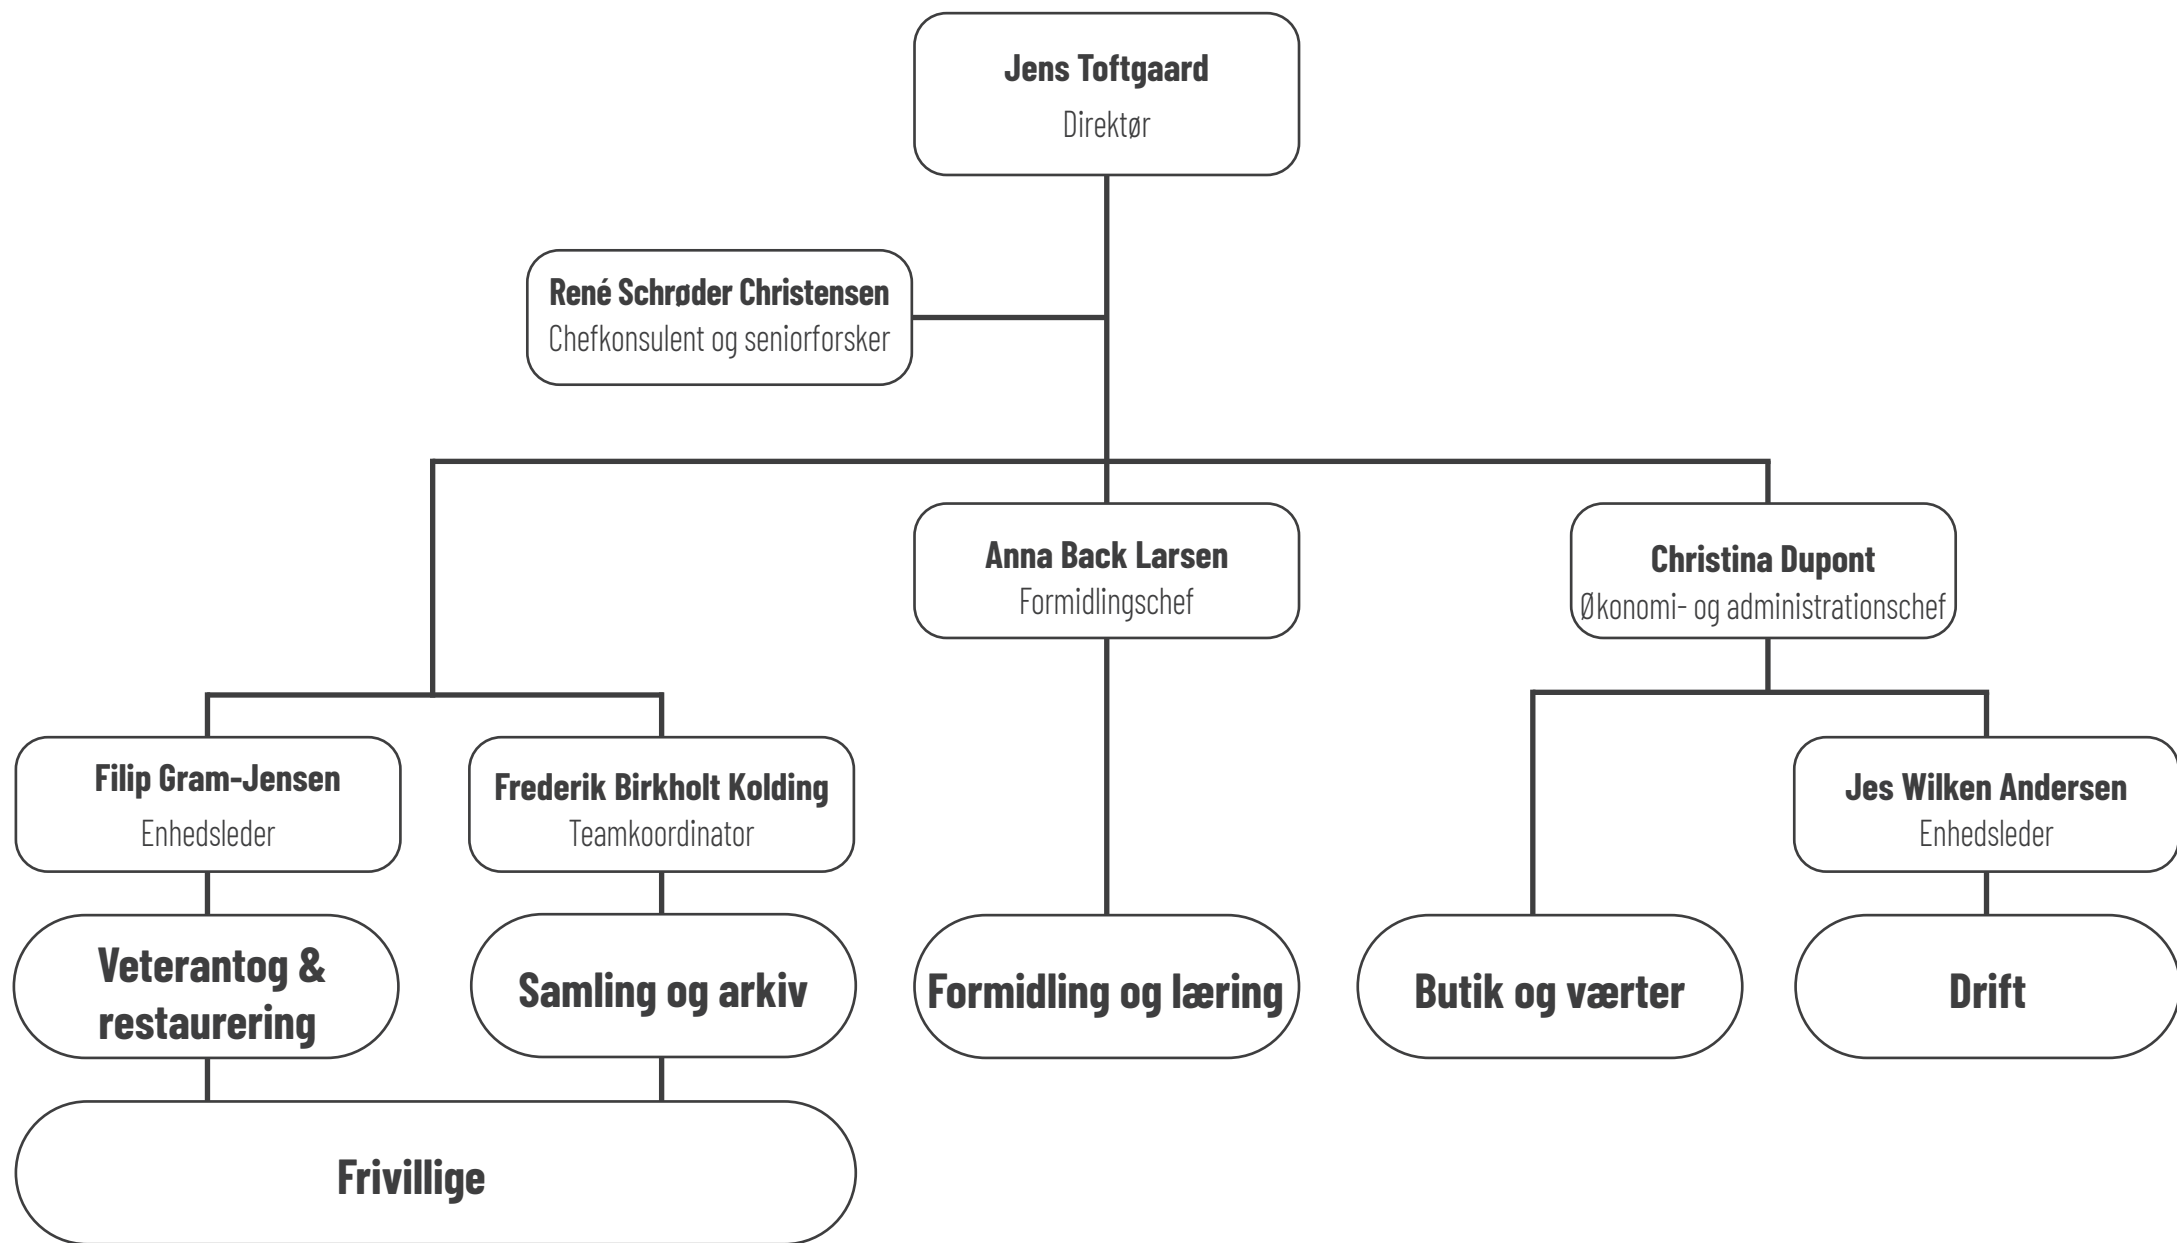 Jens Toftgaard
Direktør
René Schrøder Christensen
Chefkonsulent og seniorforsker
Anna Back Larsen
Formidlingschef
Christina Dupont
Økonomi- og administrationschef
Filip Gram-Jensen
Enhedsleder
Frederik Birkholt Kolding
Teamkoordinator
Jes Wilken Andersen
Enhedsleder
Veterantog &
restaurering
Samling og arkiv
Formidling og læring
Butik og værter
Drift
Frivillige